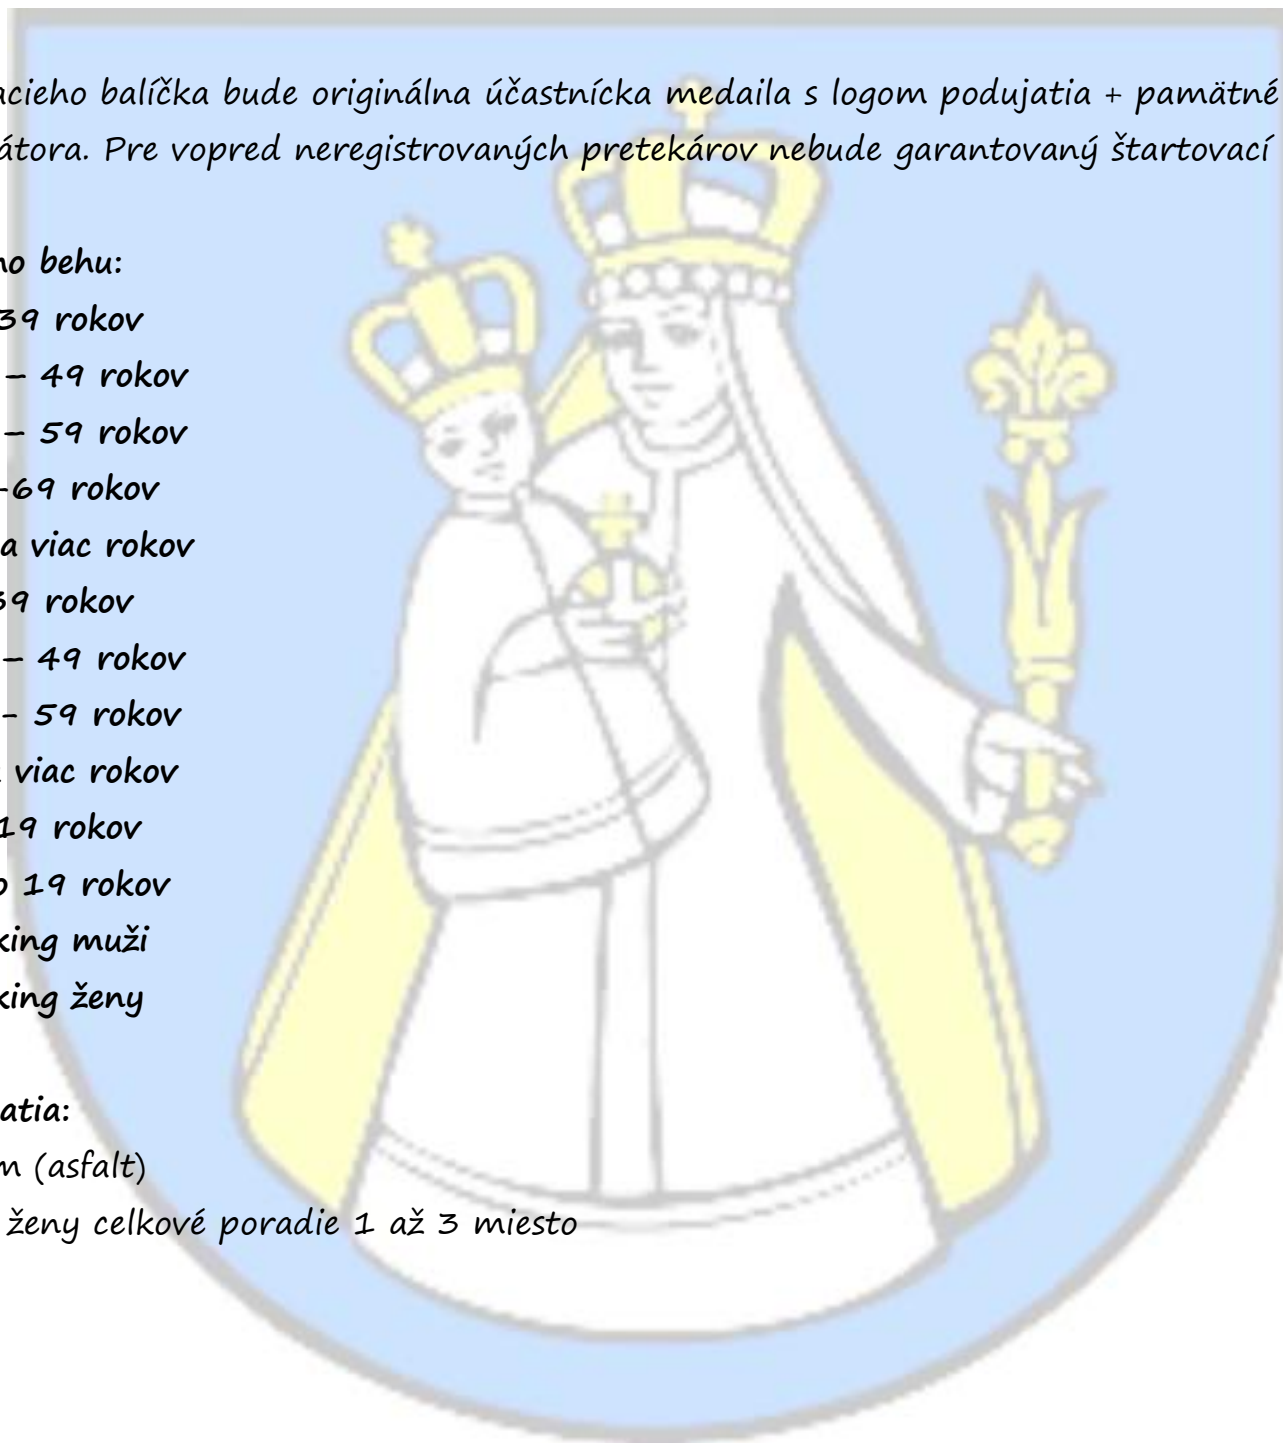 acieho balíčka bude originálna účastnícka medaila s logom podujatia + pamätné
átora. Pre vopred neregistrovaných pretekárov nebude garantovaný štartovací
ho behu:
39 rokov
– 49 rokov
– 59 rokov
-69 rokov
a viac rokov
39 rokov
– 49 rokov
- 59 rokov
viac rokov
19 rokov
o 19 rokov
king muži
king ženy
atia:
m (asfalt)
ženy celkové poradie 1 až 3 miesto